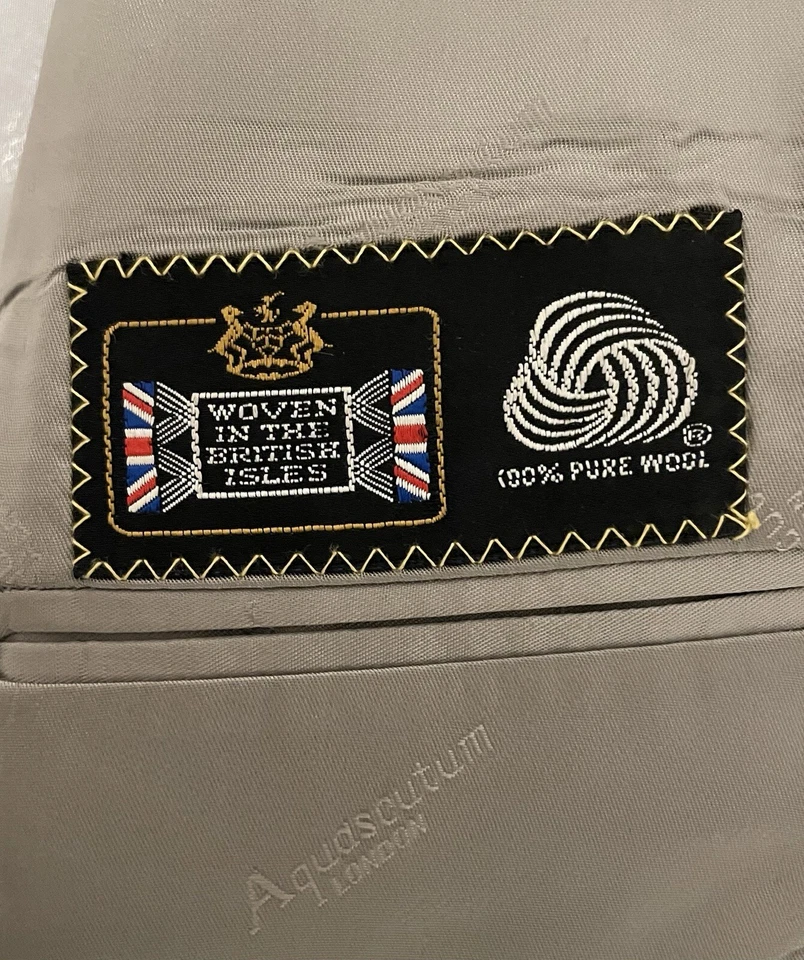 WOVEN
IN THE
BRITISH
ISLES
®
100% PURE WOOL
Aquascutum
LONDON